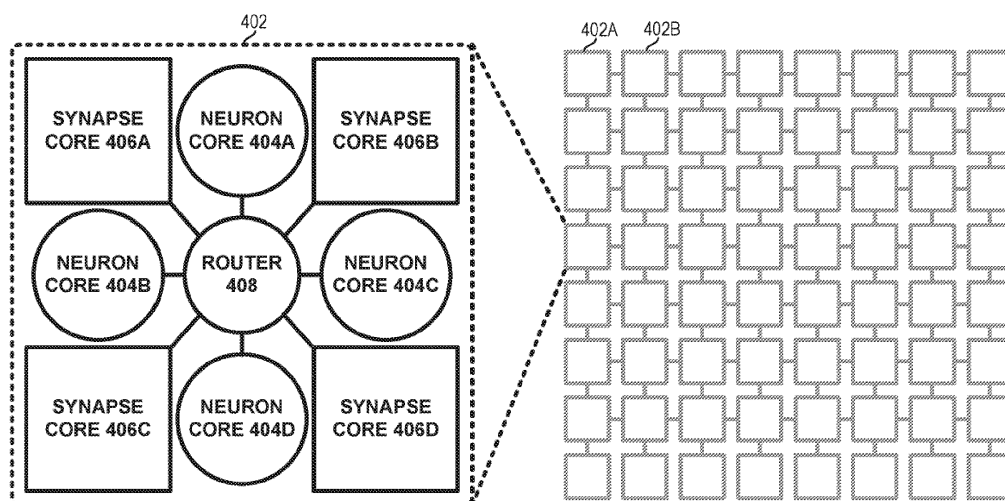 402
402A 402B
SYNAPSE
CORE 406A
NEURON
CORE 404A
SYNAPSE
CORE 406B
NEURON
CORE 404B
ROUTER
408
NEURON
CORE 404C
SYNAPSE
CORE 406C
NEURON
CORE 404D
SYNAPSE
CORE 406D